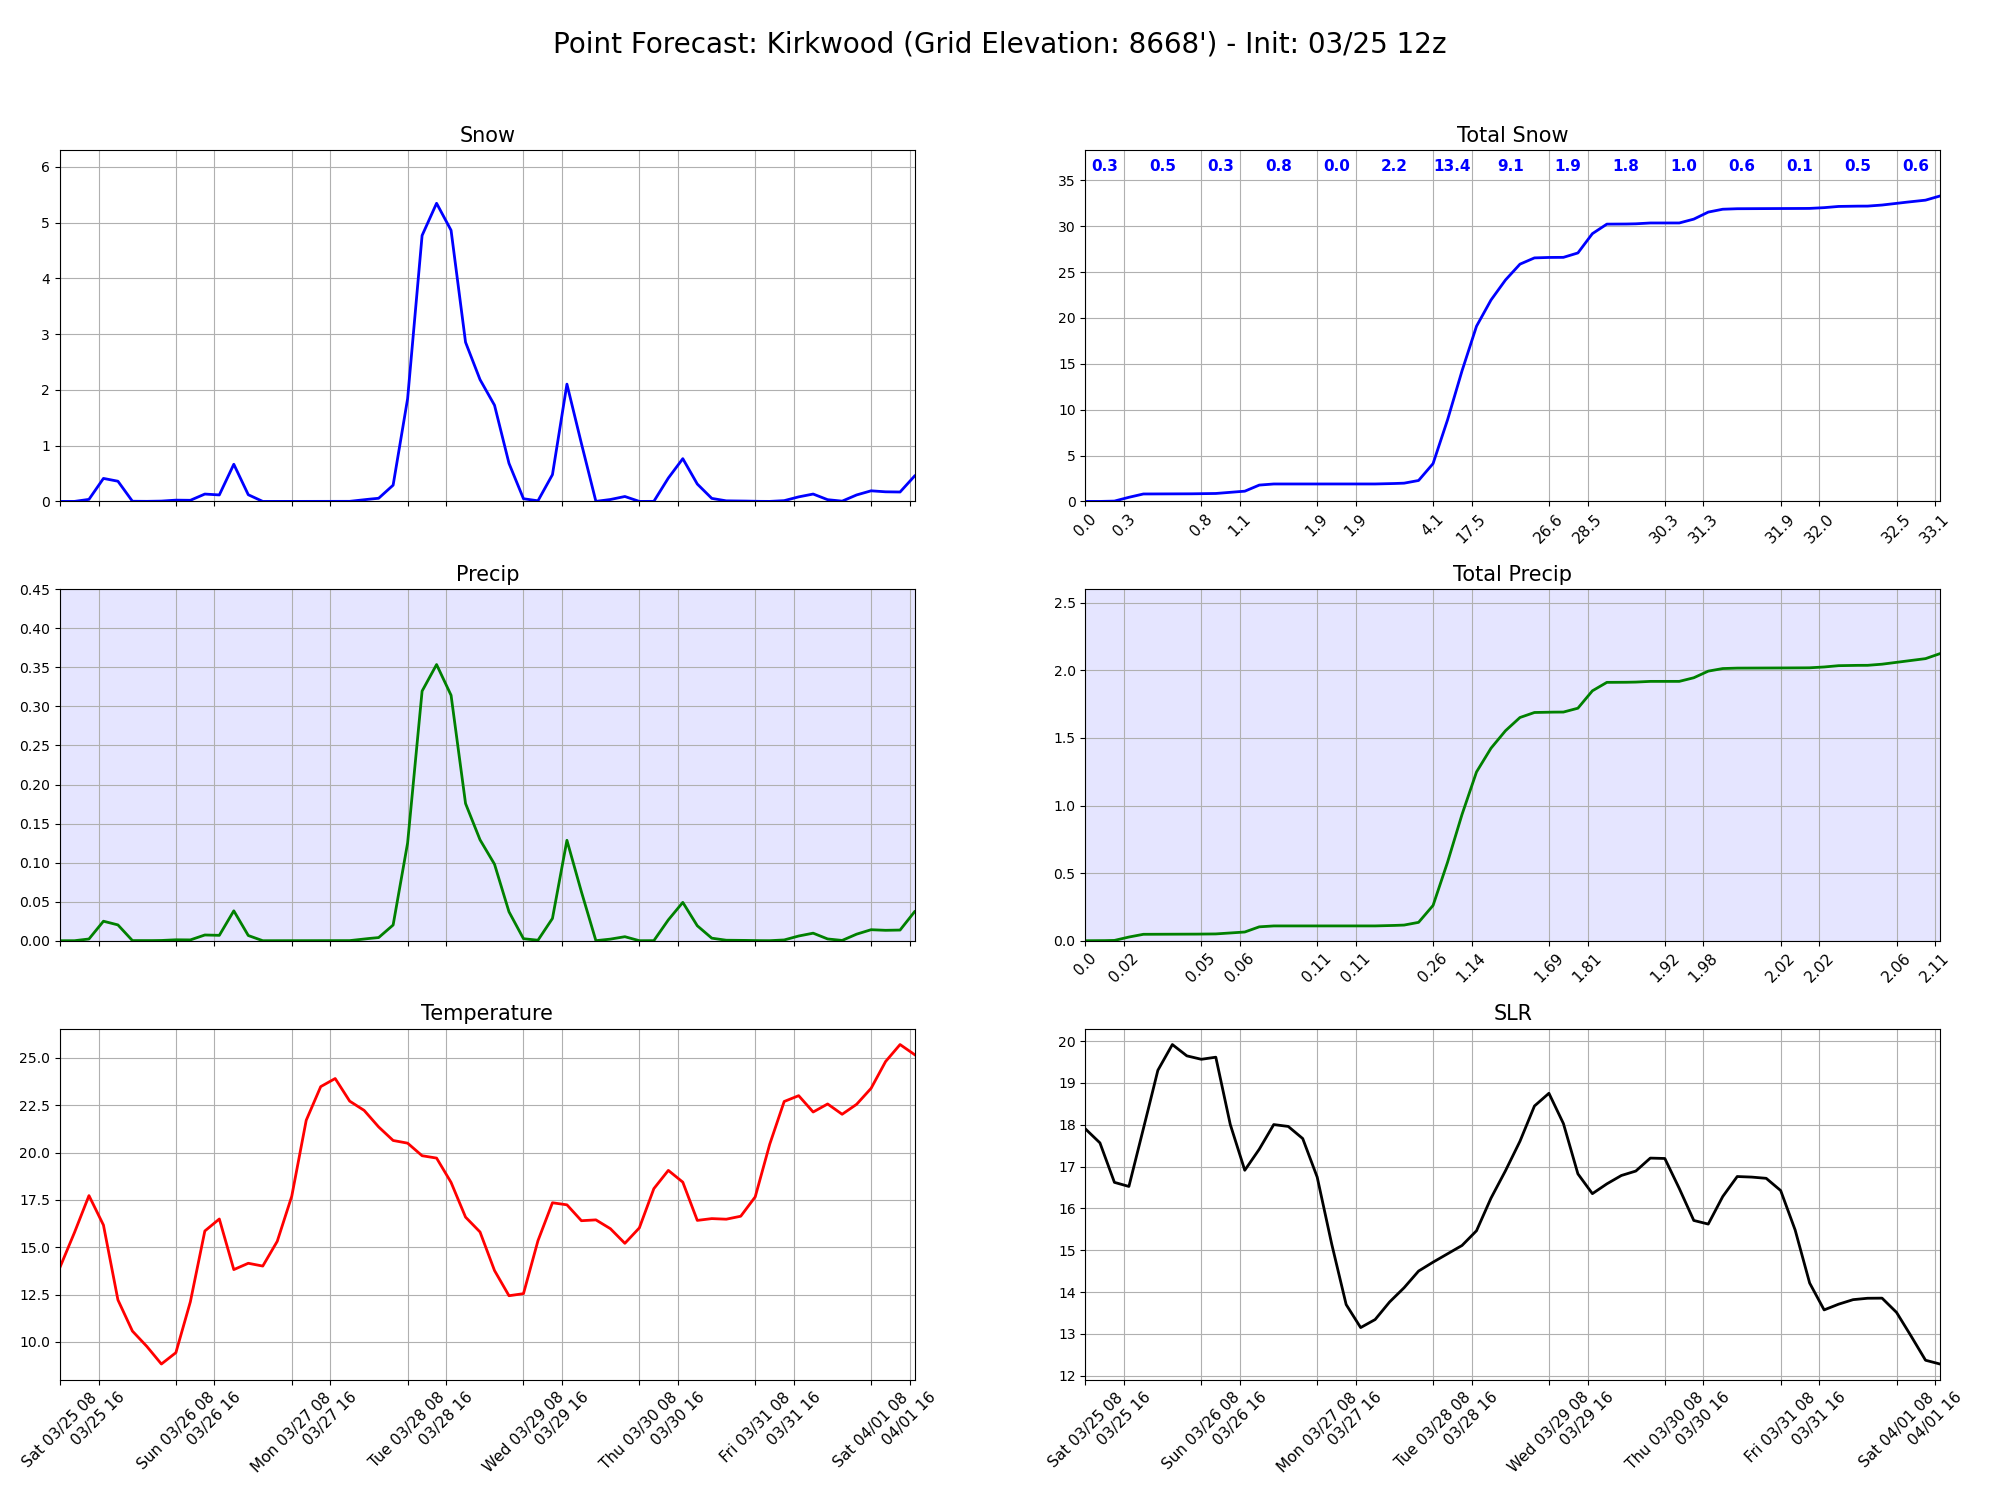 Point Forecast: Kirkwood (Grid Elevation: 8668') - Init: 03/25 12z
Snow
6
5
4
3
2
1
0
Total Snow
0.3 0.5 0.3 0.8 0.0 2.2 13.4 9.1 1.9 1.8 1.0 0.6 0.1 0.5 0.6
35
30
25
20
15
10
5
0
0.0 0.3 0.8 1.1 1.9 1.9 4.1 17.5 26.6 28.5 30.3 31.3 31.9 32.0 32.5 33.1
Precip
0.45
0.40
0.35
0.30
0.25
0.20
0.15
0.10
0.05
0.00
Total Precip
2.5
2.0
1.5
1.0
0.5
0.0
0.0 0.02 0.05 0.06 0.11 0.11 0.26 1.14 1.69 1.81 1.92 1.98 2.02 2.02 2.06 2.11
Temperature
25.0
22.5
20.0
17.5
15.0
12.5
10.0
Sat 03/25 08
03/25 16
Sun 03/26 08
03/26 16
Mon 03/27 08
03/27 16
Tue 03/28 08
03/28 16
Wed 03/29 08
03/29 16
Thu 03/30 08
03/30 16
Fri 03/31 08
03/31 16
Sat 04/01 08
04/01 16
SLR
20
19
18
17
16
15
14
13
12
Sat 03/25 08
03/25 16
Sun 03/26 08
03/26 16
Mon 03/27 08
03/27 16
Tue 03/28 08
03/28 16
Wed 03/29 08
03/29 16
Thu 03/30 08
03/30 16
Fri 03/31 08
03/31 16
Sat 04/01 08
04/01 16